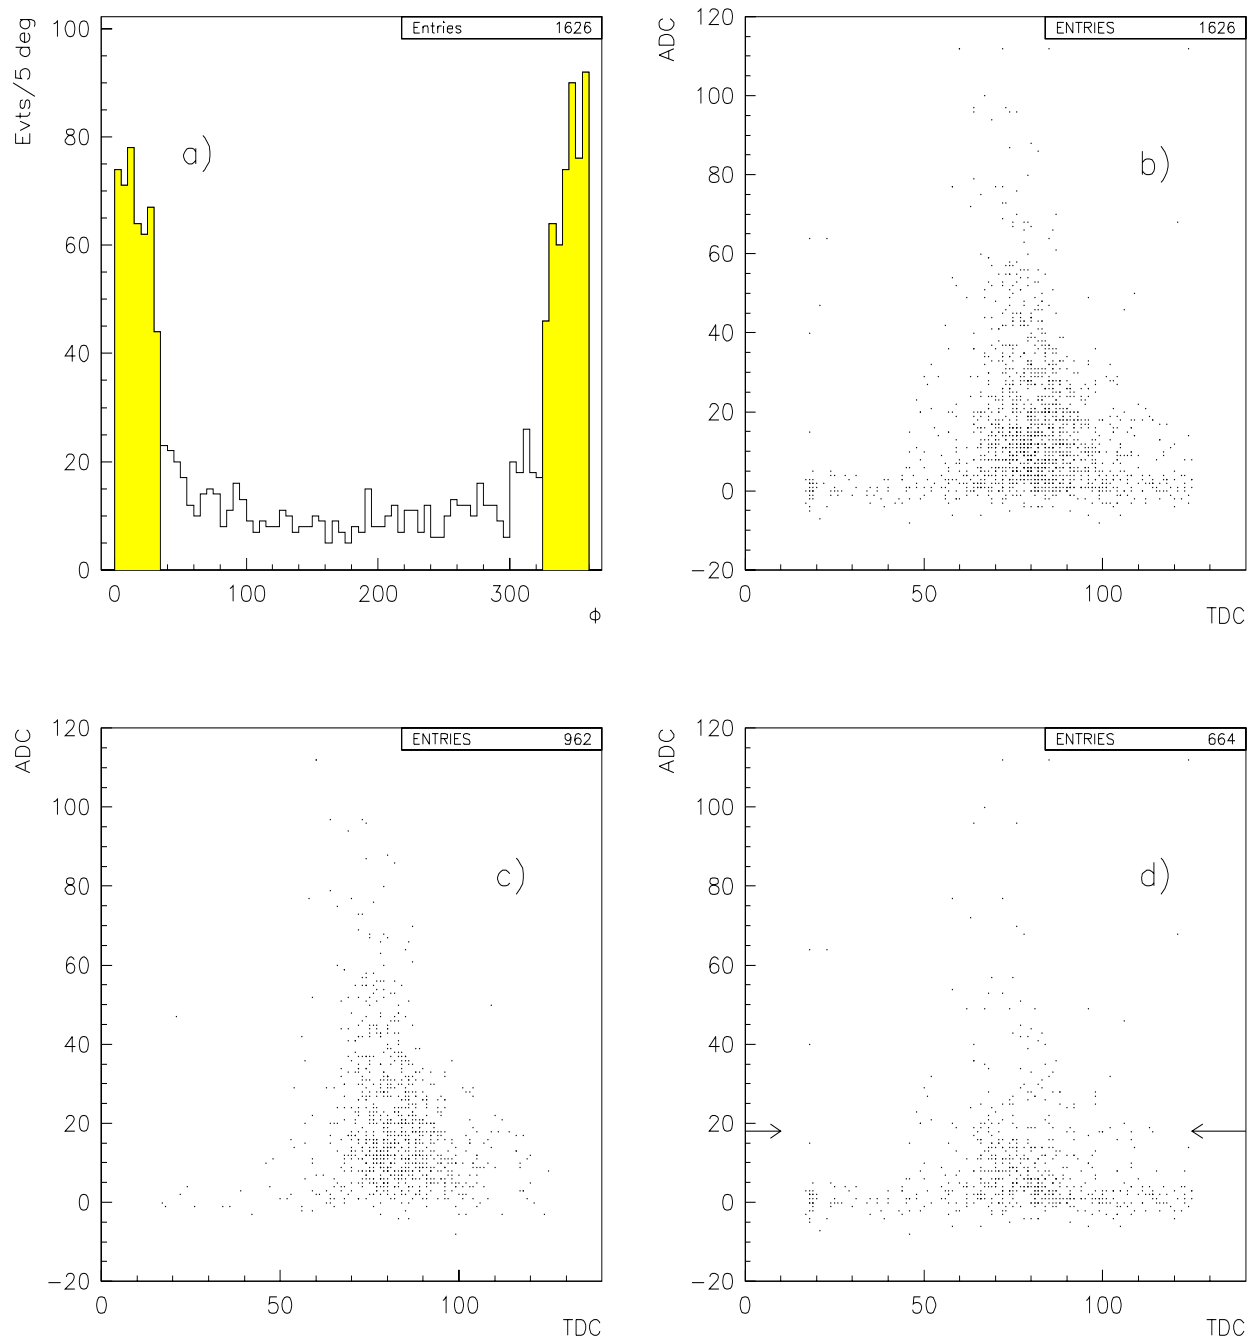 Evts/5 deg
Entries 1626
a)
100
80
60
40
20
0
0 100 200 300
ϕ
ADC
ENTRIES 1626
b)
120
100
80
60
40
20
0
−20
0 50 100
TDC
ADC
ENTRIES 962
c)
120
100
80
60
40
20
0
−20
0 50 100
TDC
ADC
ENTRIES 664
d)
120
100
80
60
40
20
0
−20
0 50 100
TDC